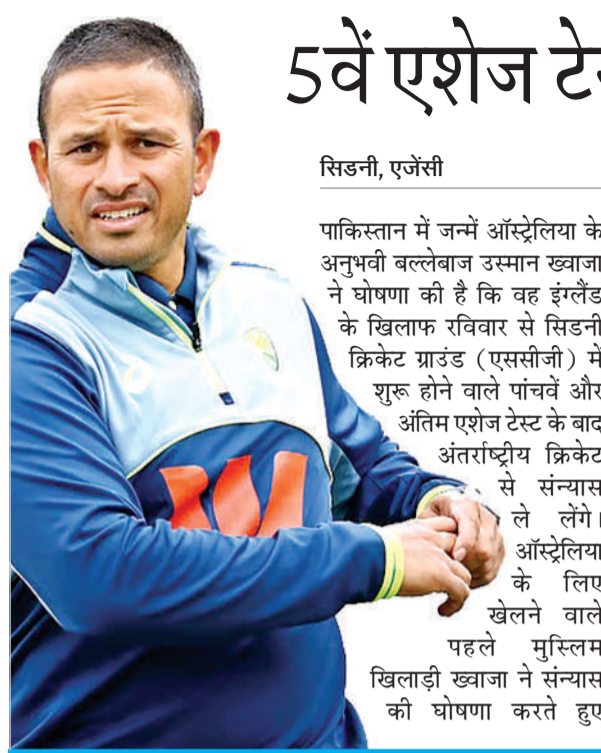 5वें एशेज
सिडनी, एजेंसी
पाकिस्तान में जन्में ऑस्ट्रेलिया के
अनुभवी बल्लेबाज उस्मान ख्वाजा
ने घोषणा की है कि वह इंग्लैंड
के खिलाफ रविवार से सिडनी
क्रिकेट ग्राउंड (एससीजी) में
शुरू होने वाले पांचवें और
अंतिम एशेज टेस्ट के बाद
अंतर्राष्ट्रीय क्रिकेट
से संन्यास
ले लेंगे।
ऑस्ट्रेलिया
के लिए
खेलने वाले
पहले मुस्लिम
खिलाड़ी ख्वाजा ने संन्यास
की घोषणा करते हुए